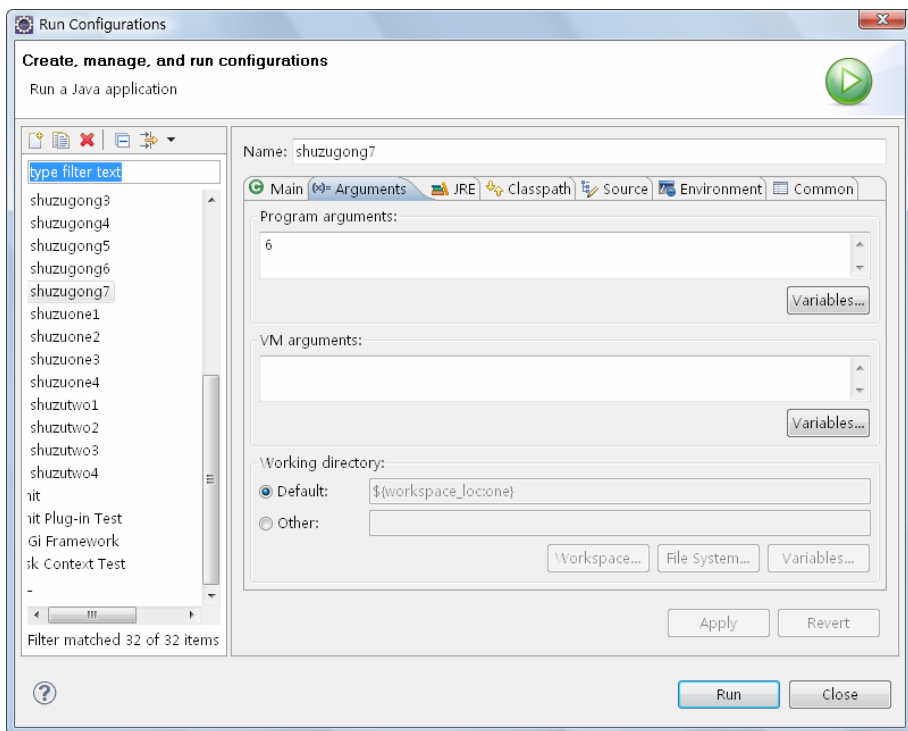 Run Configurations
Create, manage, and run configurations
Run a Java application
type filter text
shuzugong3
shuzugong4
shuzugong5
shuzugong6
shuzugong7
shuzuone1
shuzuone2
shuzuone3
shuzuone4
shuzutwo1
shuzutwo2
shuzutwo3
shuzutwo4
nit
nit Plug-in Test
Gi Framework
sk Context Test
Filter matched 32 of 32 items
Name: shuzugong7
Main (x)= Arguments JRE Classpath Source Environment Common
Program arguments:
6
Variables...
VM arguments:
Variables...
Working directory:
Default: ${workspace_loc:one}
Other:
Workspace... File System... Variables...
Apply Revert
Run Close